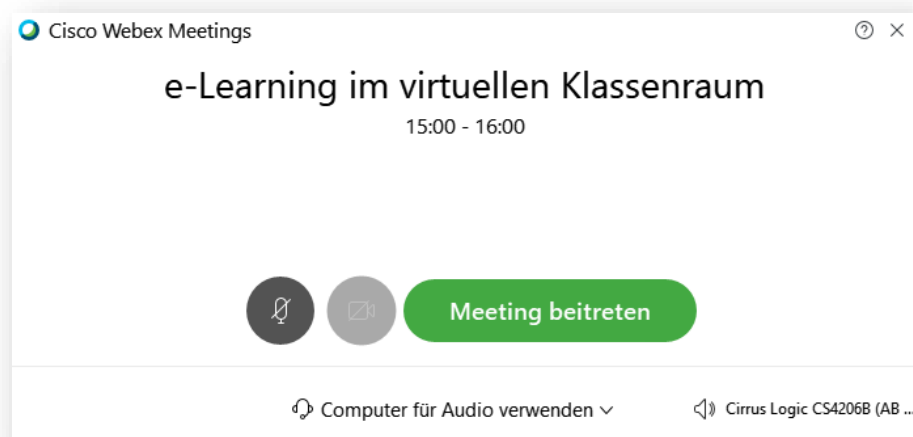 Cisco Webex Meetings
e-Learning im virtuellen Klassenraum
15:00 - 16:00
Meeting beitreten
Computer für Audio verwenden
Cirrus Logic CS4206B (AB ...